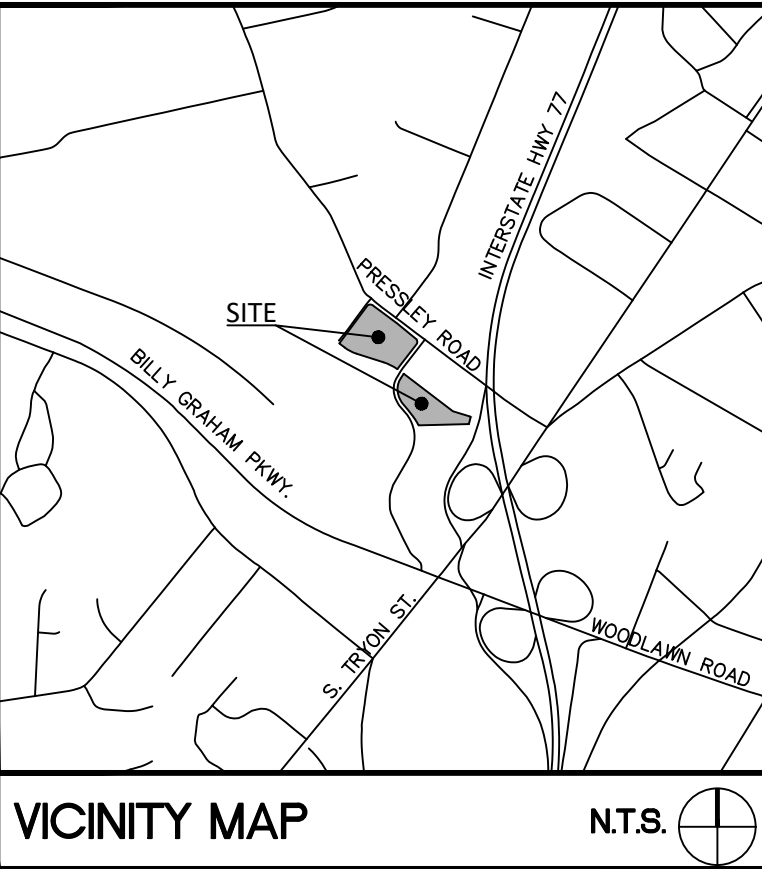 INTERSTATE HWY 77
PRESSLEY ROAD
SITE
BILLY GRAHAM PKWY.
S. TRYON ST.
WOODLAWN ROAD
VICINITY MAP
N.T.S.